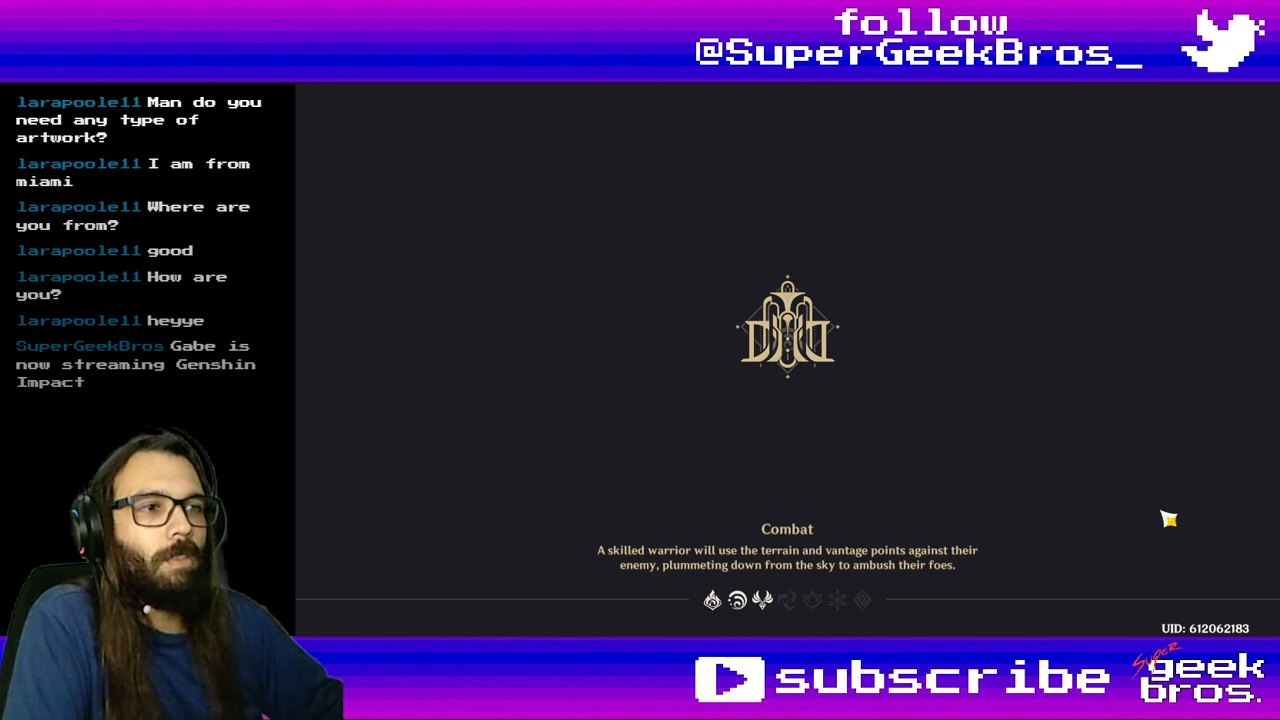 follow
@SuperGeekBros_
larapoole11 Man do you
need any type of
artwork?
larapoole11 I am from
miami
larapoole11 Where are
you from?
larapoole11 good
larapoole11 How are
you?
larapoole11 heyye
SuperGeekBros Gabe is
now streaming Genshin
Impact
Combat
A skilled warrior will use the terrain and vantage points against their
enemy, plummeting down from the sky to ambush their foes.
UID: 612062183
subscribe
SUPER
geek
bros.